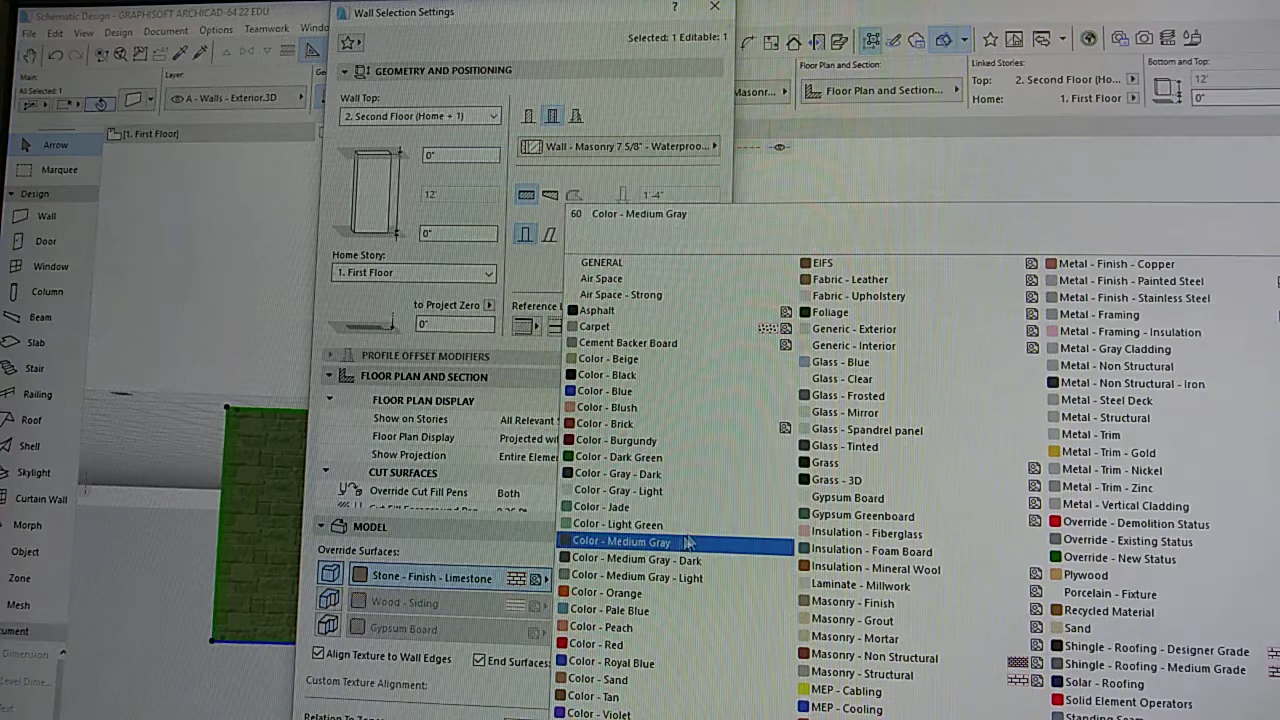 Schematic Design - GRAPHISOFT ARCHICAD-64 22 EDU
File Edit View Design Document Options Teamwork Windo
Main:
All Selected: 1
Layer:
A - Walls - Exterior.3D
[1. First Floor]
Arrow
Marquee
Design
Wall
Door
Window
Column
Beam
Slab
Stair
Railing
Roof
Shell
Skylight
Curtain Wall
Morph
Object
Zone
Mesh
cument
Dimension
Level Dime...
Text
Wall Selection Settings
?
Selected: 1 Editable: 1
GEOMETRY AND POSITIONING
Wall Top:
2. Second Floor (Home + 1)
0"
12'
0"
Home Story:
1. First Floor
to Project Zero
0"
Wall - Masonry 7 5/8" - Waterproo...
1'-4"
Reference L
PROFILE OFFSET MODIFIERS
FLOOR PLAN AND SECTION
FLOOR PLAN DISPLAY
Show on Stories All Relevant
Floor Plan Display Projected wi
Show Projection Entire Elemen
CUT SURFACES
Override Cut Fill Pens Both
MODEL
Override Surfaces:
Stone - Finish - Limestone
Wood - Siding
Gypsum Board
Align Texture to Wall Edges
End Surfaces:
Custom Texture Alignment:
Masonr...
Floor Plan and Section:
Floor Plan and Section...
Linked Stories:
Top: 2. Second Floor (Ho...
Home: 1. First Floor
Bottom and Top:
12'
0"
60 Color - Medium Gray
GENERAL
Air Space
Air Space - Strong
Asphalt
Carpet
Cement Backer Board
Color - Beige
Color - Black
Color - Blue
Color - Blush
Color - Brick
Color - Burgundy
Color - Dark Green
Color - Gray - Dark
Color - Gray - Light
Color - Jade
Color - Light Green
Color - Medium Gray
Color - Medium Gray - Dark
Color - Medium Gray - Light
Color - Orange
Color - Pale Blue
Color - Peach
Color - Red
Color - Royal Blue
Color - Sand
Color - Tan
Color - Violet
EIFS
Fabric - Leather
Fabric - Upholstery
Foliage
Generic - Exterior
Generic - Interior
Glass - Blue
Glass - Clear
Glass - Frosted
Glass - Mirror
Glass - Spandrel panel
Glass - Tinted
Grass
Grass - 3D
Gypsum Board
Gypsum Greenboard
Insulation - Fiberglass
Insulation - Foam Board
Insulation - Mineral Wool
Laminate - Millwork
Masonry - Finish
Masonry - Grout
Masonry - Mortar
Masonry - Non Structural
Masonry - Structural
MEP - Cabling
MEP - Cooling
Metal - Finish - Copper
Metal - Finish - Painted Steel
Metal - Finish - Stainless Steel
Metal - Framing
Metal - Framing - Insulation
Metal - Gray Cladding
Metal - Non Structural
Metal - Non Structural - Iron
Metal - Steel Deck
Metal - Structural
Metal - Trim
Metal - Trim - Gold
Metal - Trim - Nickel
Metal - Trim - Zinc
Metal - Vertical Cladding
Override - Demolition Status
Override - Existing Status
Override - New Status
Plywood
Porcelain - Fixture
Recycled Material
Sand
Shingle - Roofing - Designer Grade
Shingle - Roofing - Medium Grade
Solar - Roofing
Solid Element Operators